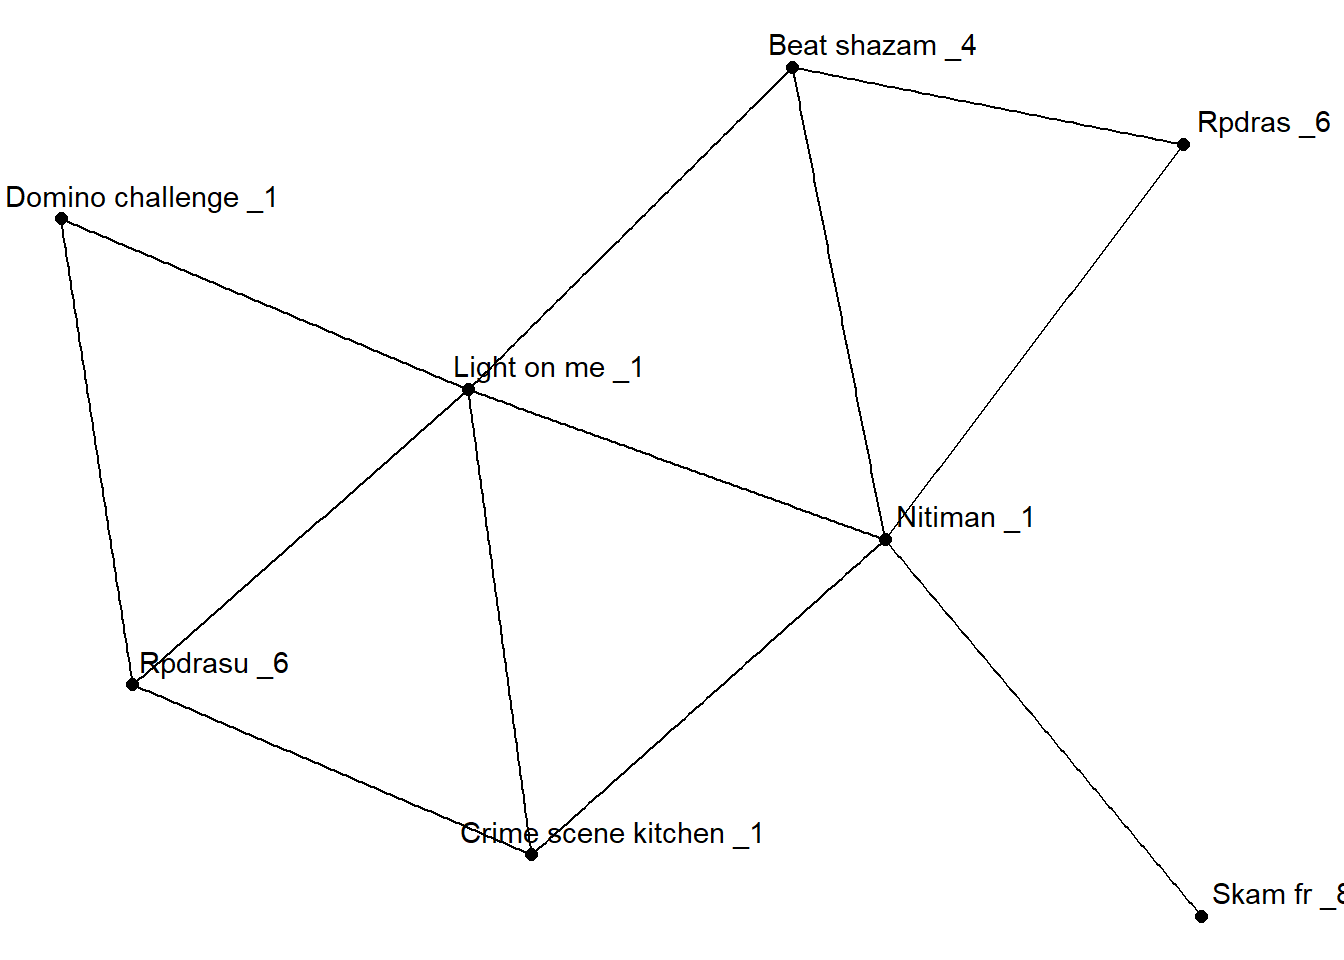 Beat shazam _4
Rpdras _6
Domino challenge _1
Light on me _1
Nitiman _1
Rpdrasu _6
Crime scene kitchen _1
Skam fr _8